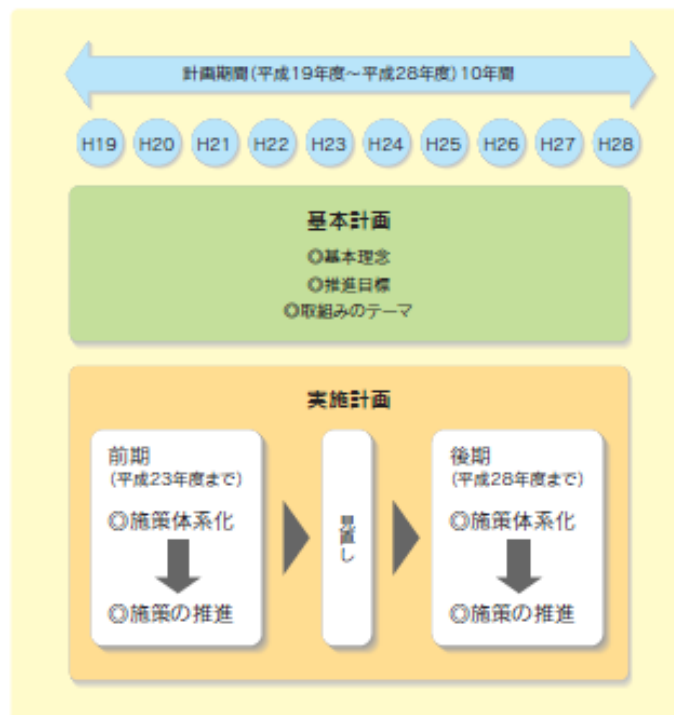 計画期間(平成19年度～平成28年度)10年間
H19 H20 H21 H22 H23 H24 H25 H26 H27 H28
基本計画
◎基本理念
◎推進目標
◎取組みのテーマ
実施計画
前期
(平成23年度まで)
◎施策体系化
◎施策の推進
見直し
後期
(平成28年度まで)
◎施策体系化
◎施策の推進